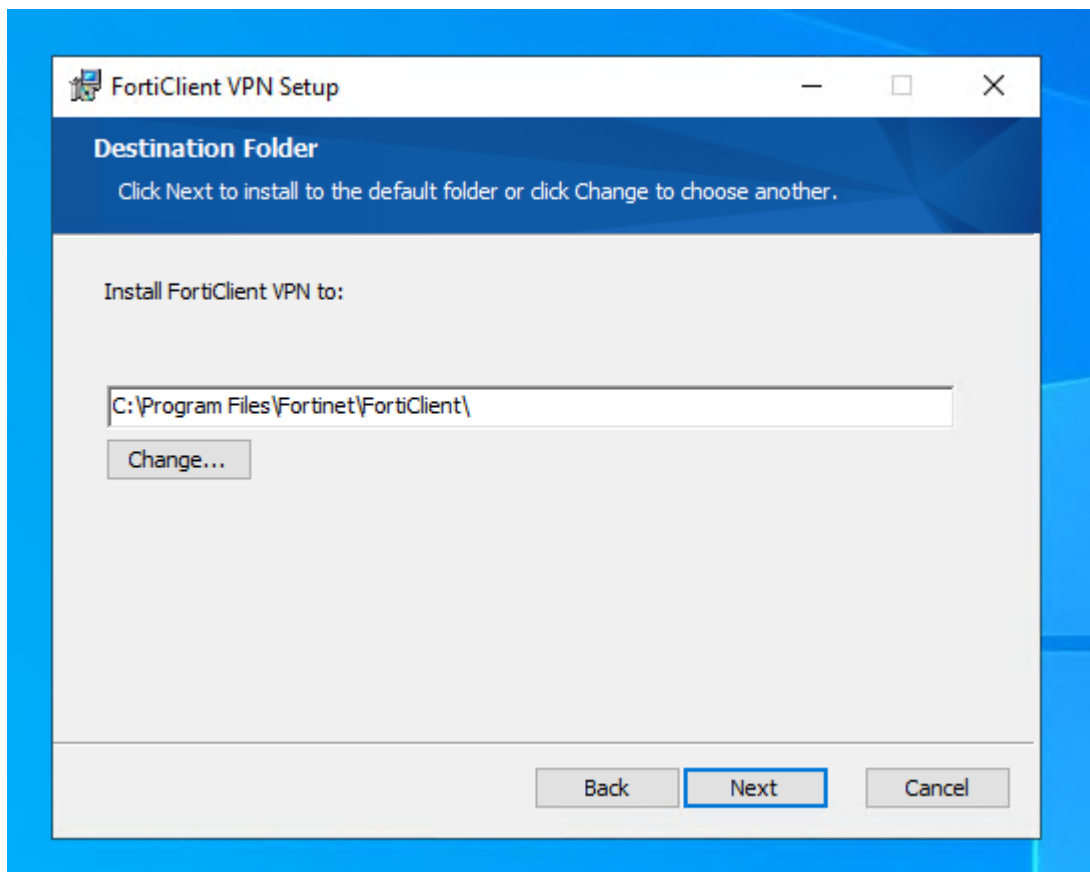 FortiClient VPN Setup
Destination Folder
Click Next to install to the default folder or click Change to choose another.
Install FortiClient VPN to:
C:\Program Files\Fortinet\FortiClient\
Change...
Back
Next
Cancel